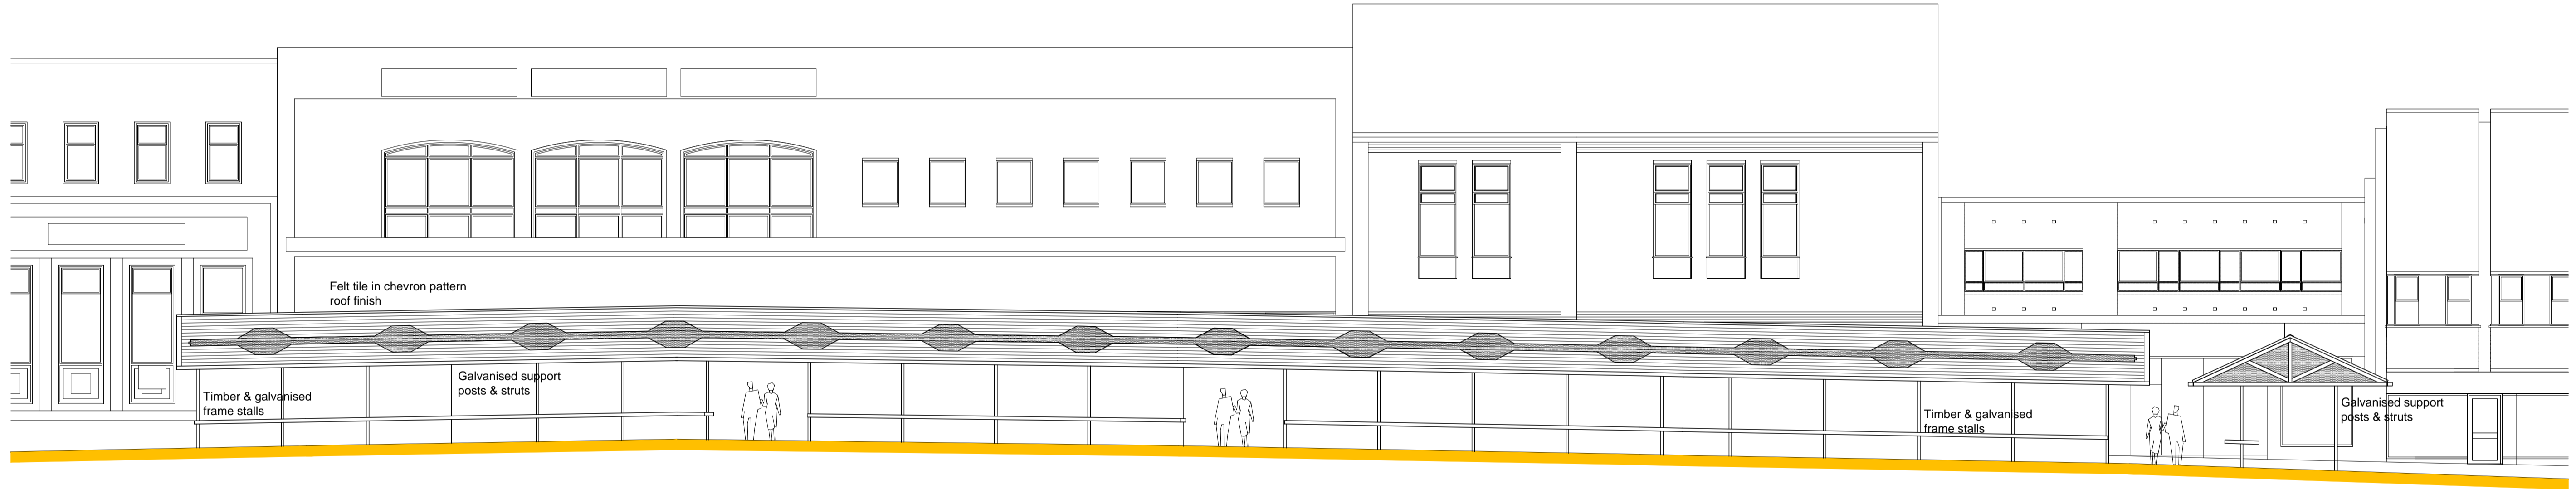 Felt tile in chevron pattern
roof finish
Galvanised support
posts & struts
Timber & galvanised
frame stalls
Galvanised support
posts & struts
Timber & galvanised
frame stalls